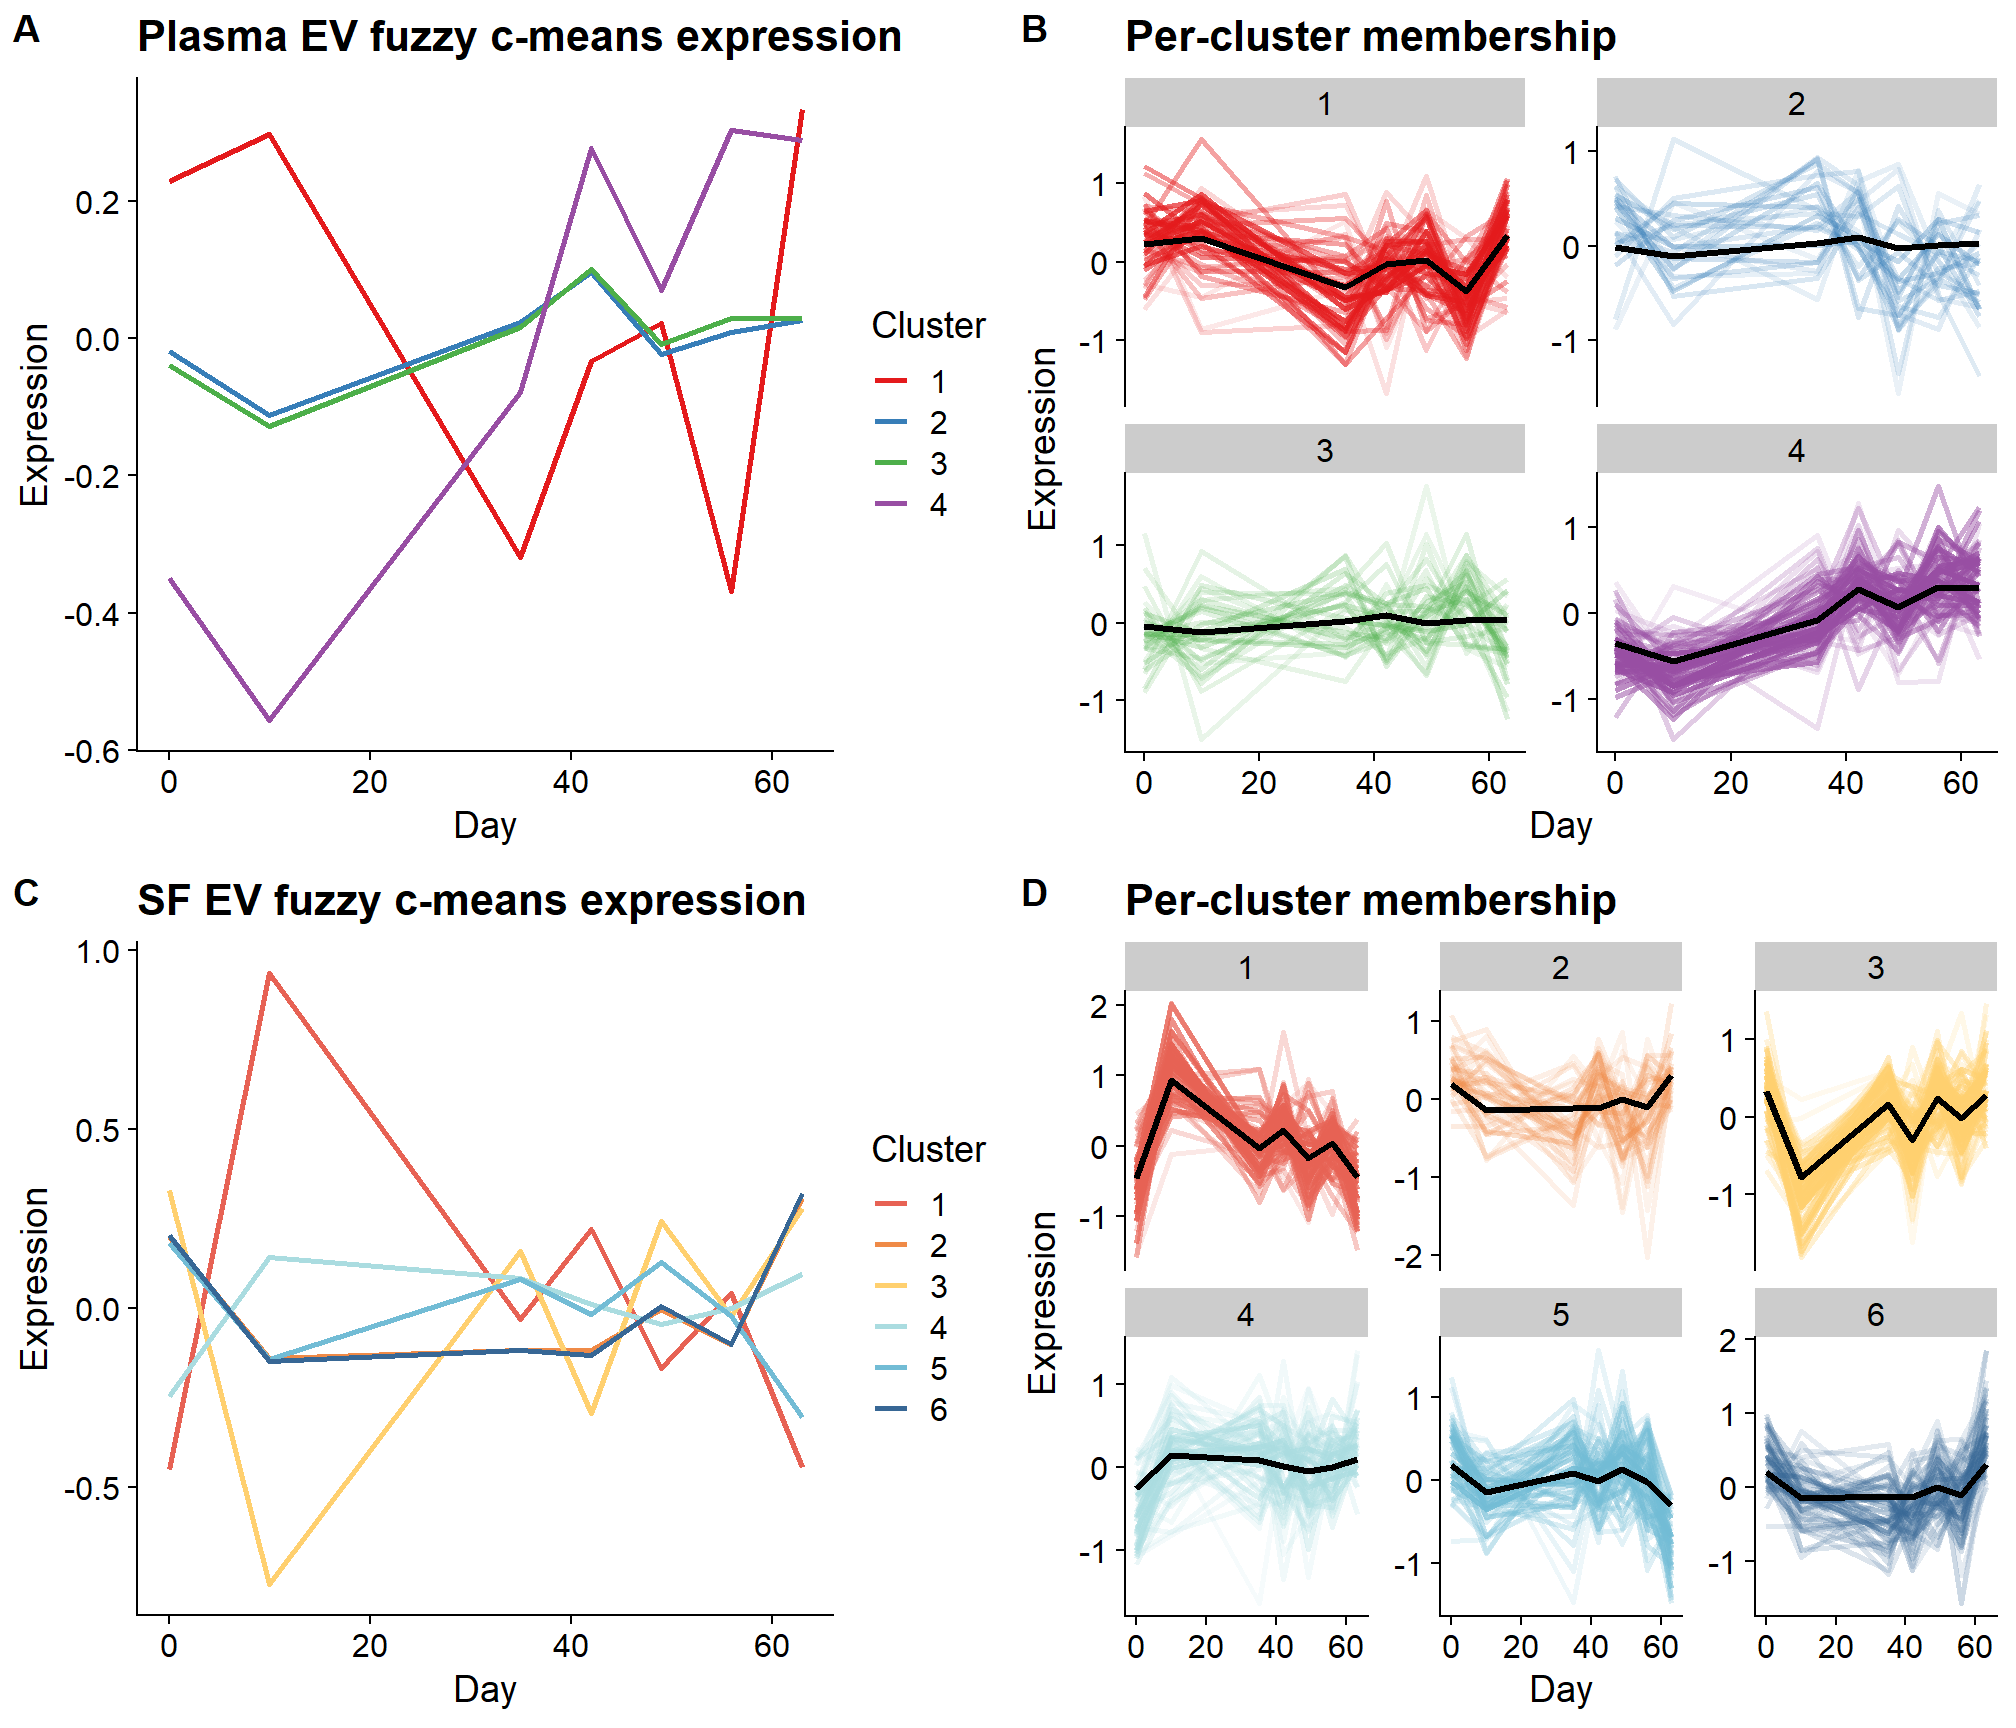 A
Plasma EV fuzzy c-means expression
Expression
0.2
0.0
-0.2
-0.4
-0.6
0 20 40 60
Day
Cluster
1
2
3
4
B
Per-cluster membership
Expression
1
1
0
-1
2
1
0
-1
3
1
0
-1
4
1
0
-1
0 20 40 60
0 20 40 60
Day
C
SF EV fuzzy c-means expression
Expression
1.0
0.5
0.0
-0.5
0 20 40 60
Day
Cluster
1
2
3
4
5
6
D
Per-cluster membership
Expression
1
2
1
0
-1
2
1
0
-1
-2
3
1
0
-1
4
1
0
-1
5
1
0
-1
6
2
1
0
-1
0 20 40 60
0 20 40 60
0 20 40 60
Day